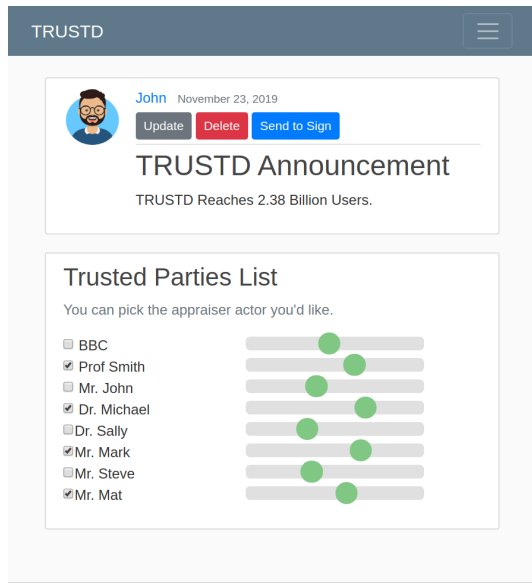 TRUSTD
John November 23, 2019
Update Delete Send to Sign
TRUSTD Announcement
TRUSTD Reaches 2.38 Billion Users.
Trusted Parties List
You can pick the appraiser actor you'd like.
BBC
Prof Smith
Mr. John
Dr. Michael
Dr. Sally
Mr. Mark
Mr. Steve
Mr. Mat